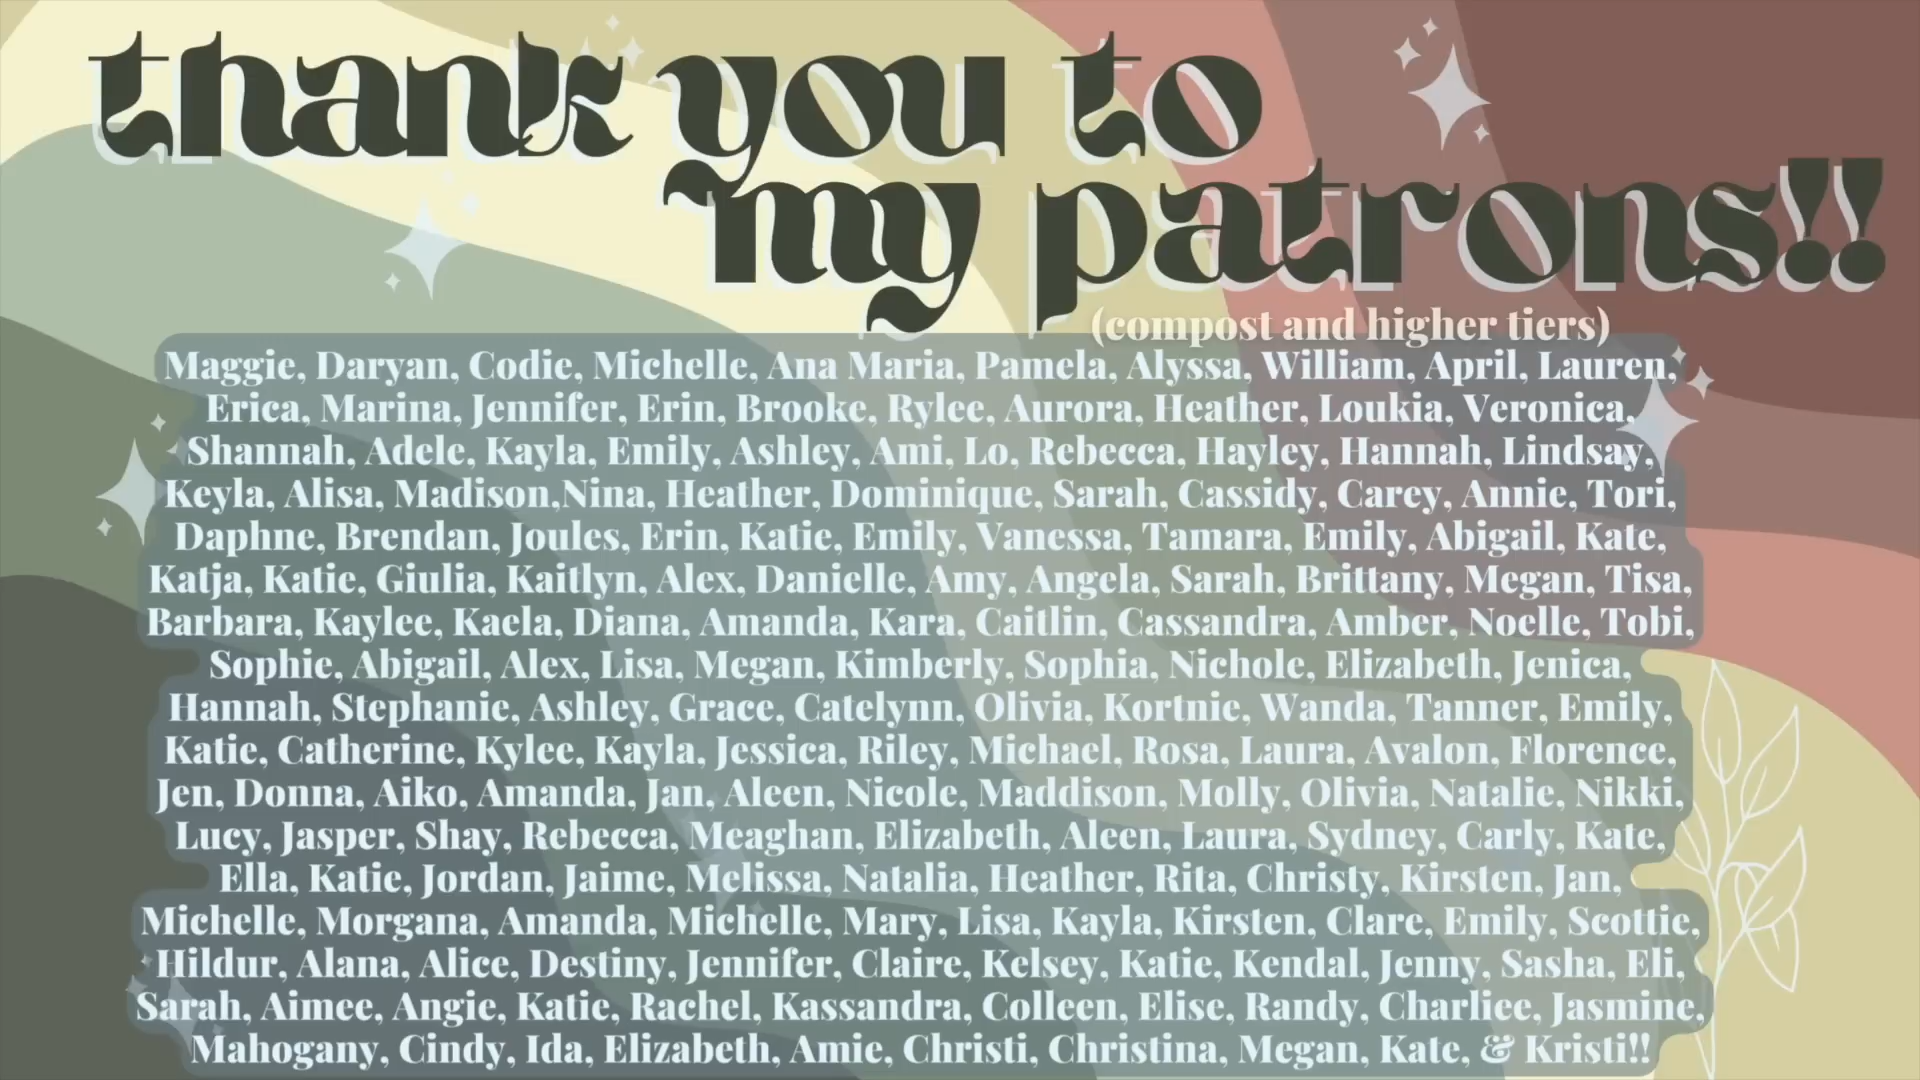 thank you to
my patrons!!
(compost and higher tiers)
Maggie, Daryan, Codie, Michelle, Ana Maria, Pamela, Alyssa, William, April, Lauren,
Erica, Marina, Jennifer, Erin, Brooke, Rylee, Aurora, Heather, Loukia, Veronica,
Shannah, Adele, Kayla, Emily, Ashley, Ami, Lo, Rebecca, Hayley, Hannah, Lindsay,
Keyla, Alisa, Madison,Nina, Heather, Dominique, Sarah, Cassidy, Carey, Annie, Tori,
Daphne, Brendan, Joules, Erin, Katie, Emily, Vanessa, Tamara, Emily, Abigail, Kate,
Katja, Katie, Giulia, Kaitlyn, Alex, Danielle, Amy, Angela, Sarah, Brittany, Megan, Tisa,
Barbara, Kaylee, Kaela, Diana, Amanda, Kara, Caitlin, Cassandra, Amber, Noelle, Tobi,
Sophie, Abigail, Alex, Lisa, Megan, Kimberly, Sophia, Nichole, Elizabeth, Jenica,
Hannah, Stephanie, Ashley, Grace, Catelynn, Olivia, Kortnie, Wanda, Tanner, Emily,
Katie, Catherine, Kylee, Kayla, Jessica, Riley, Michael, Rosa, Laura, Avalon, Florence,
Jen, Donna, Aiko, Amanda, Jan, Aleen, Nicole, Maddison, Molly, Olivia, Natalie, Nikki,
Lucy, Jasper, Shay, Rebecca, Meaghan, Elizabeth, Aleen, Laura, Sydney, Carly, Kate,
Ella, Katie, Jordan, Jaime, Melissa, Natalia, Heather, Rita, Christy, Kirsten, Jan,
Michelle, Morgana, Amanda, Michelle, Mary, Lisa, Kayla, Kirsten, Clare, Emily, Scottie,
Hildur, Alana, Alice, Destiny, Jennifer, Claire, Kelsey, Katie, Kendal, Jenny, Sasha, Eli,
Sarah, Aimee, Angie, Katie, Rachel, Kassandra, Colleen, Elise, Randy, Charliee, Jasmine,
Mahogany, Cindy, Ida, Elizabeth, Amie, Christi, Christina, Megan, Kate, & Kristi!!